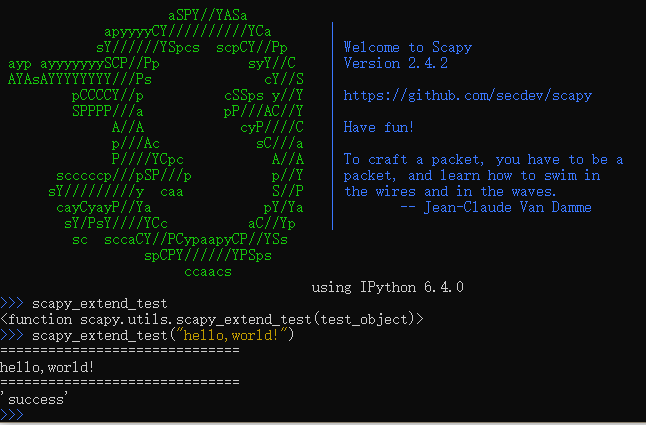 aSPY//YASa
apyyyyCY//////////YCa
sY//////YSpcs  scpCY//Pp
ayp ayyyyyyySCP//Pp           syY//C
AYAsAYYYYYYYY///Ps              cY//S
pCCCCY//p          cSSps y//Y
SPPPP///a          pP///AC//Y
A//A            cyP////C
p///Ac            sC///a
P////YCpc           A//A
scccccp///pSP///p          p//Y
sY/////////y  caa           S//P
cayCyayP//Ya              pY/Ya
sY/PsY////YCc          aC//Yp
sc  sccaCY//PCypaapyCP//YSs
spCPY//////YPSps
ccaacs
Welcome to Scapy
Version 2.4.2
https://github.com/secdev/scapy
Have fun!
To craft a packet, you have to be a
packet, and learn how to swim in
the wires and in the waves.
-- Jean-Claude Van Damme
using IPython 6.4.0
>>> scapy_extend_test
<function scapy.utils.scapy_extend_test(test_object)>
>>> scapy_extend_test("hello,world!")
==============================
hello,world!
==============================
'success'
>>>